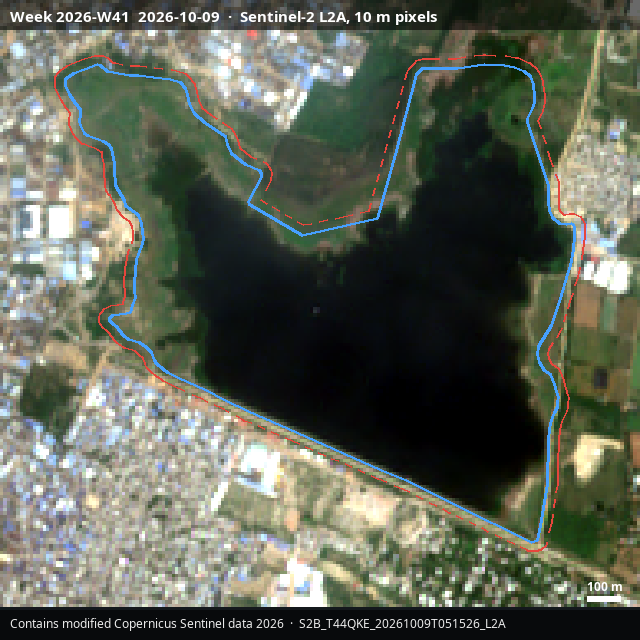 Week 2026-W41  2026-10-09  ·  Sentinel-2 L2A, 10 m pixels
100 m
Contains modified Copernicus Sentinel data 2026  ·  S2B_T44QKE_20261009T051526_L2A